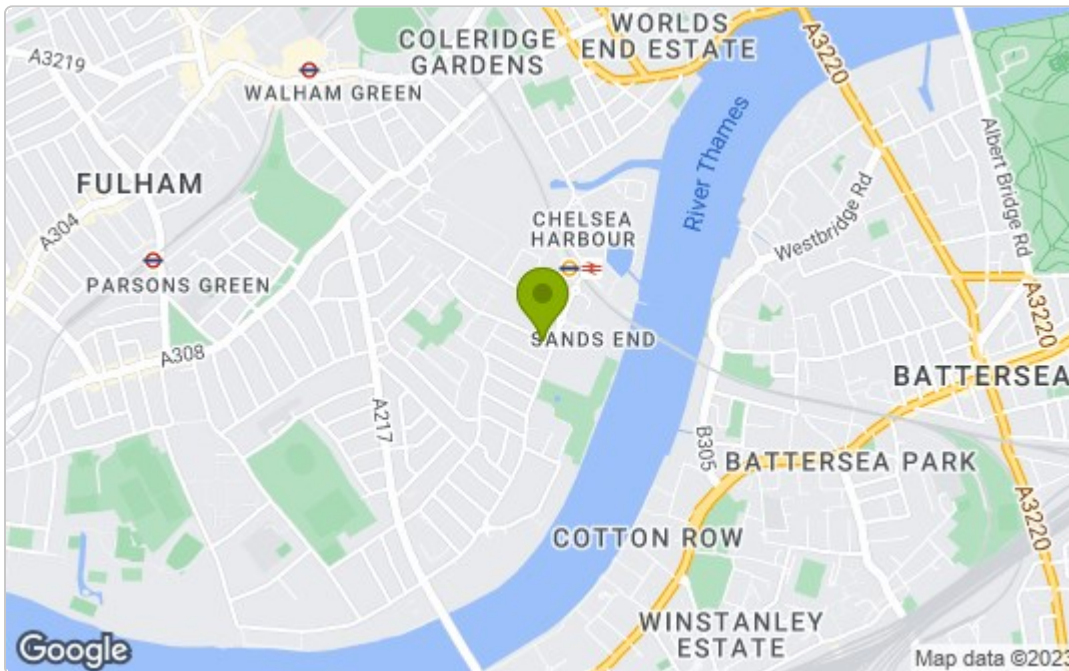 WORLDS
END ESTATE
COLERIDGE
GARDENS
A3219
WALHAM GREEN
A3220
Albert Bridge Rd
River Thames
FULHAM
Westbridge Rd
A304
CHELSEA
HARBOUR
PARSONS GREEN
A3220
SANDS END
A308
BATTERSEA
A217
B305
BATTERSEA PARK
A3220
COTTON ROW
WINSTANLEY
ESTATE
Google
Map data ©2023